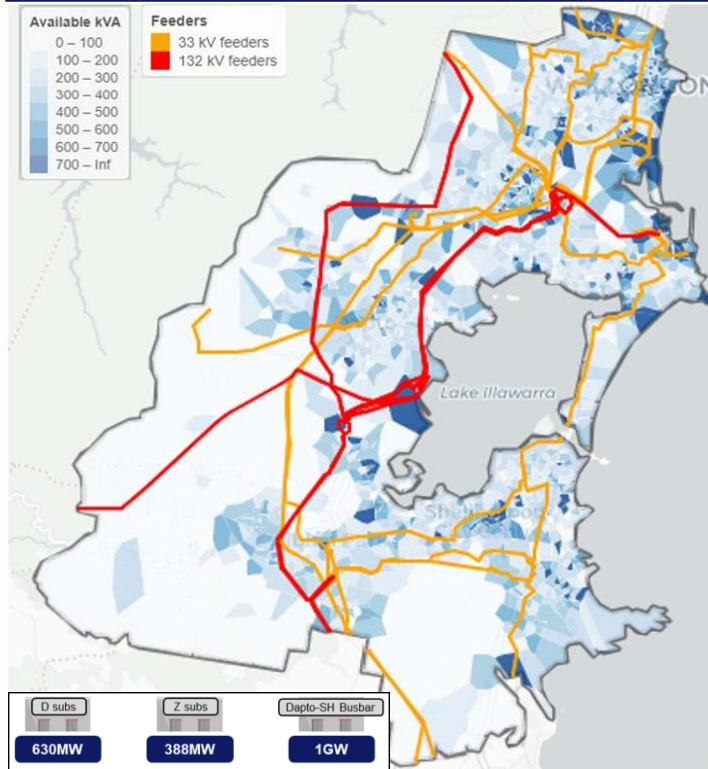 Available kVA
0 – 100
100 – 200
200 – 300
300 – 400
400 – 500
500 – 600
600 – 700
700 – Inf
Feeders
33 kV feeders
132 kV feeders
Lake Illawarra
D subs
Z subs
Dapto-SH Busbar
630MW
388MW
1GW